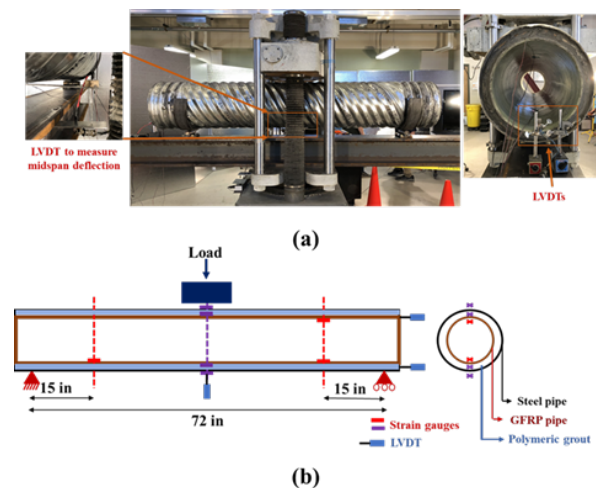 LVDT to measure
midspan deflection
LVDTs
(a)
Load
15 in
15 in
72 in
Strain gauges
LVDT
Steel pipe
GFRP pipe
Polymeric grout
(b)